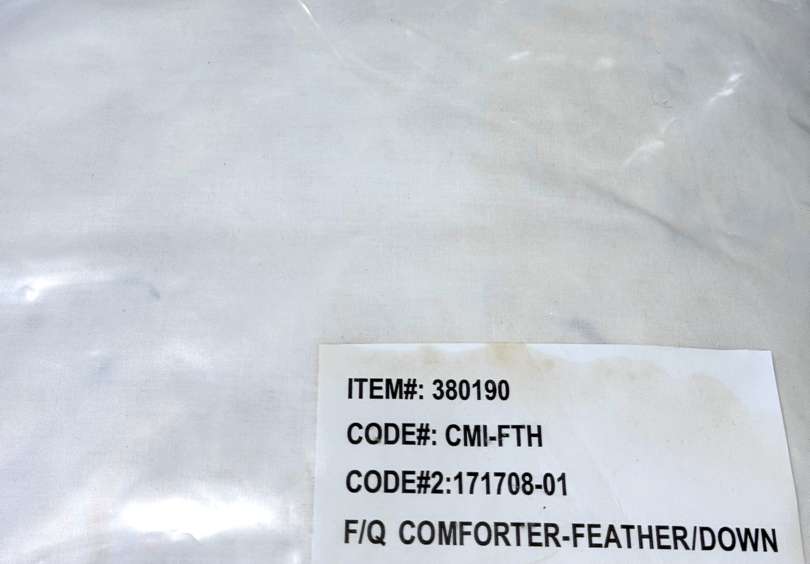 ITEM#: 380190
CODE#: CMI-FTH
CODE#2:171708-01
F/Q COMFORTER-FEATHER/DOWN